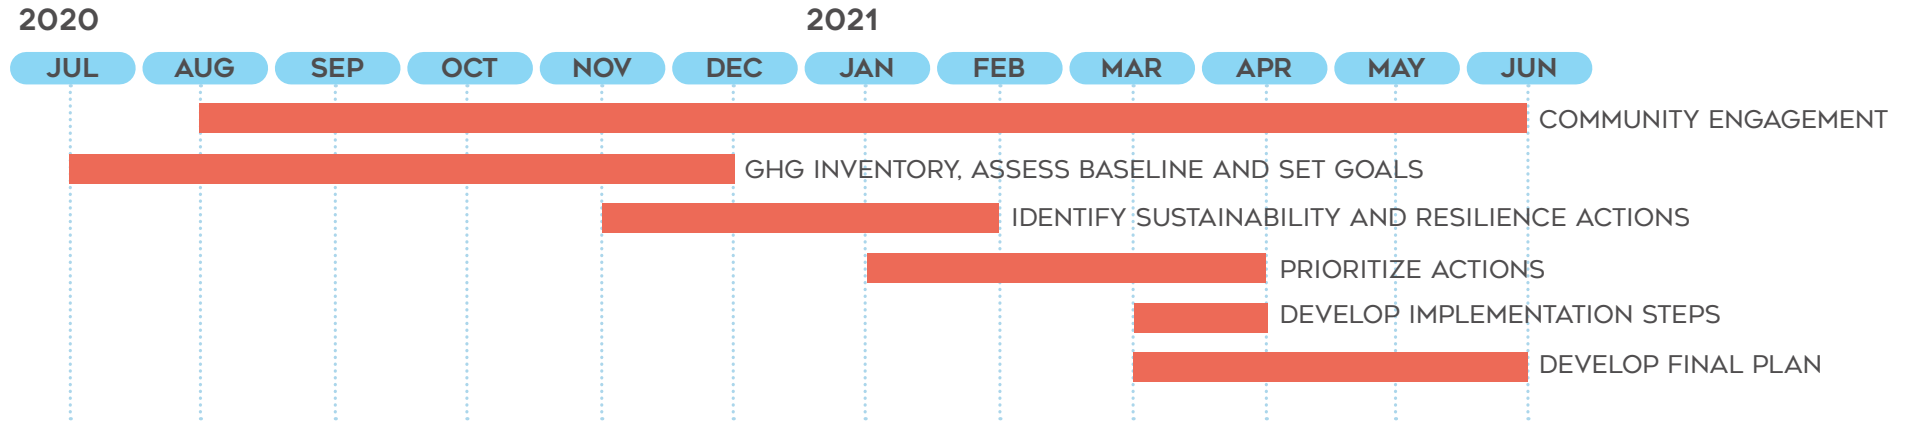 2020 2021
JUL AUG SEP OCT NOV DEC JAN FEB MAR APR MAY JUN
COMMUNITY ENGAGEMENT
GHG INVENTORY, ASSESS BASELINE AND SET GOALS
IDENTIFY SUSTAINABILITY AND RESILIENCE ACTIONS
PRIORITIZE ACTIONS
DEVELOP IMPLEMENTATION STEPS
DEVELOP FINAL PLAN